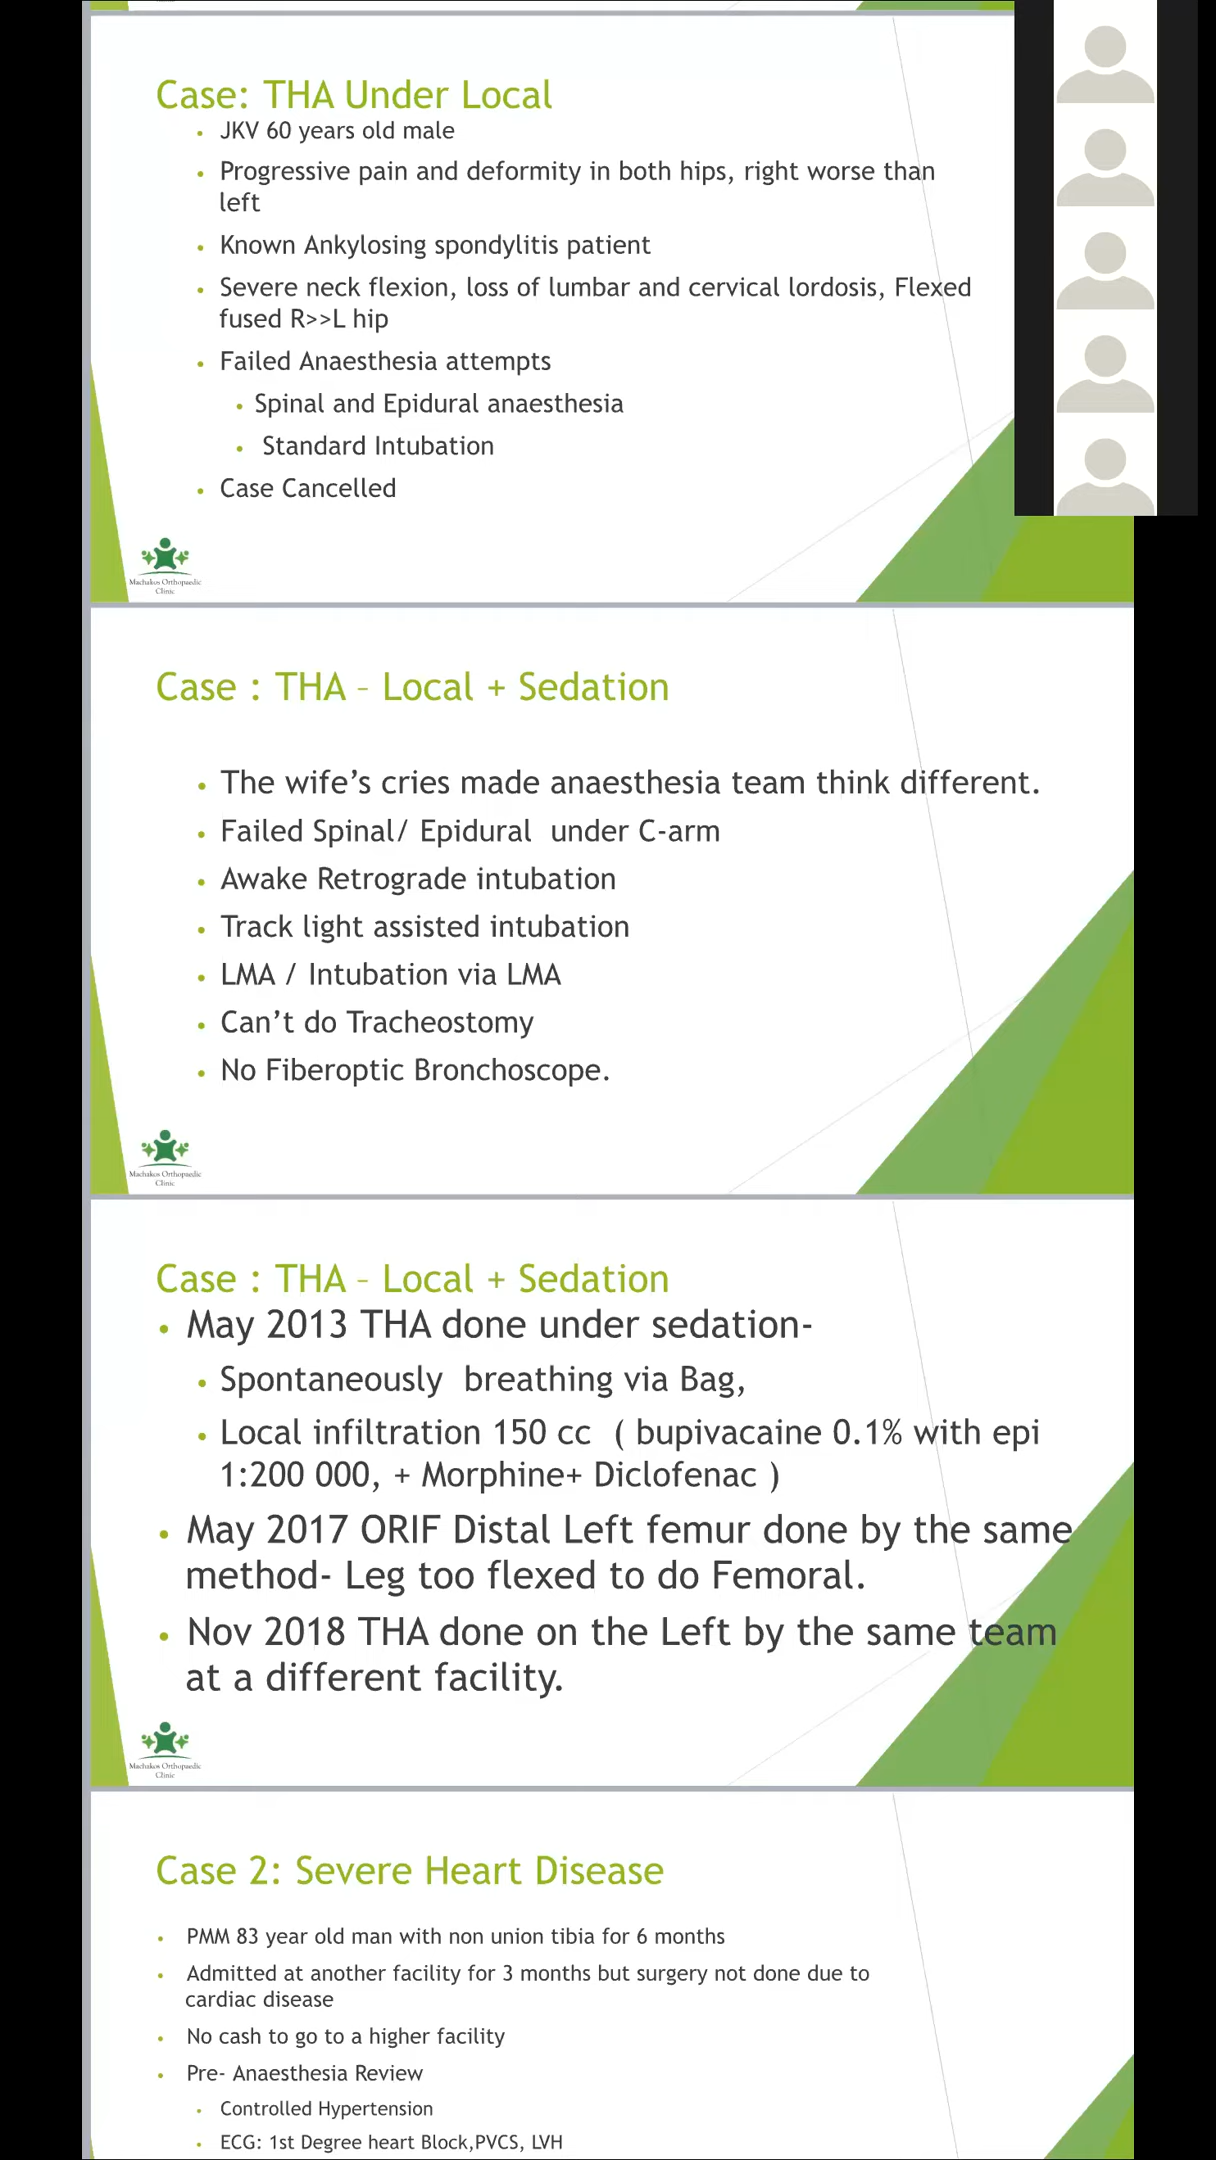 Case: THA Under Local
• JKV 60 years old male
• Progressive pain and deformity in both hips, right worse than
left
• Known Ankylosing spondylitis patient
• Severe neck flexion, loss of lumbar and cervical lordosis, Flexed
fused R>>L hip
• Failed Anaesthesia attempts
• Spinal and Epidural anaesthesia
• Standard Intubation
• Case Cancelled
Machakos Orthopaedic
Clinic
Case : THA – Local + Sedation
• The wife’s cries made anaesthesia team think different.
• Failed Spinal/ Epidural under C-arm
• Awake Retrograde intubation
• Track light assisted intubation
• LMA / Intubation via LMA
• Can’t do Tracheostomy
• No Fiberoptic Bronchoscope.
Machakos Orthopaedic
Clinic
Case : THA – Local + Sedation
• May 2013 THA done under sedation-
• Spontaneously breathing via Bag,
• Local infiltration 150 cc ( bupivacaine 0.1% with epi
1:200 000, + Morphine+ Diclofenac )
• May 2017 ORIF Distal Left femur done by the same
method- Leg too flexed to do Femoral.
• Nov 2018 THA done on the Left by the same team
at a different facility.
Machakos Orthopaedic
Clinic
Case 2: Severe Heart Disease
• PMM 83 year old man with non union tibia for 6 months
• Admitted at another facility for 3 months but surgery not done due to
cardiac disease
• No cash to go to a higher facility
• Pre- Anaesthesia Review
• Controlled Hypertension
• ECG: 1st Degree heart Block,PVCS, LVH